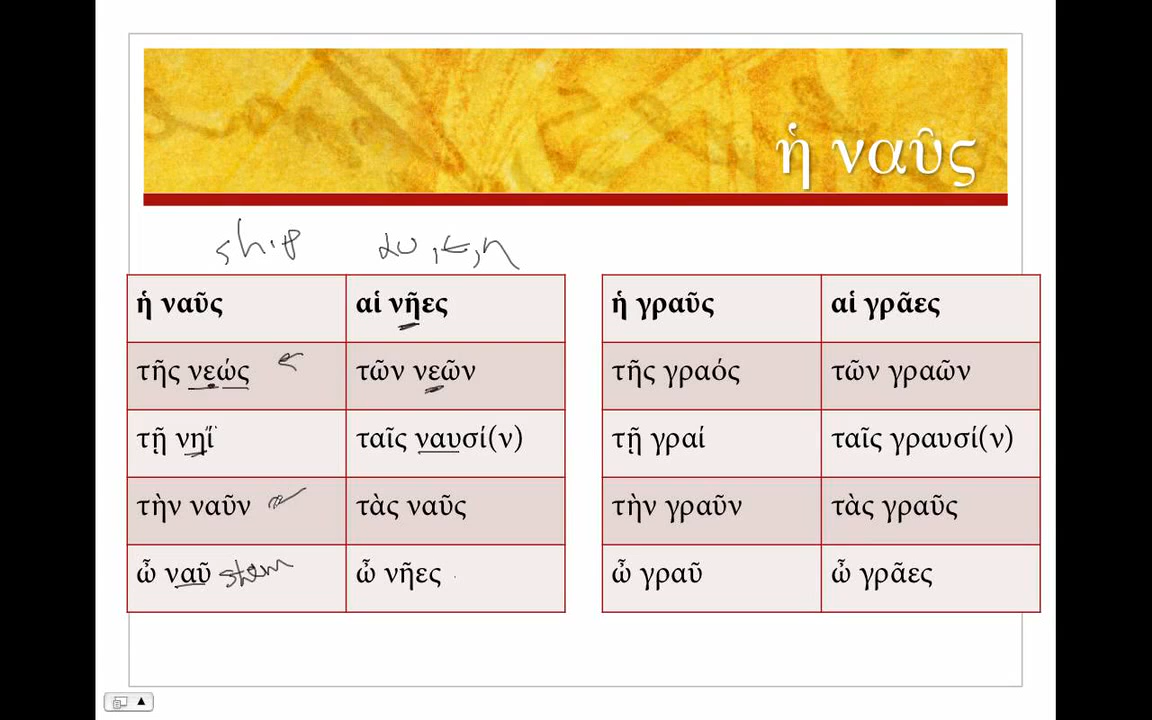 ἡ ναῦς
ship αυ, ε, η
ἡ ναῦς αἱ νῆες ἡ γραῦς αἱ γρᾶες
τῆς νεώς τῶν νεῶν τῆς γραός τῶν γραῶν
τῇ νηΐ ταῖς ναυσί(ν) τῇ γραί ταῖς γραυσί(ν)
τὴν ναῦν τὰς ναῦς τὴν γραῦν τὰς γραῦς
ὦ ναῦ stem ὦ νῆες ὦ γραῦ ὦ γρᾶες